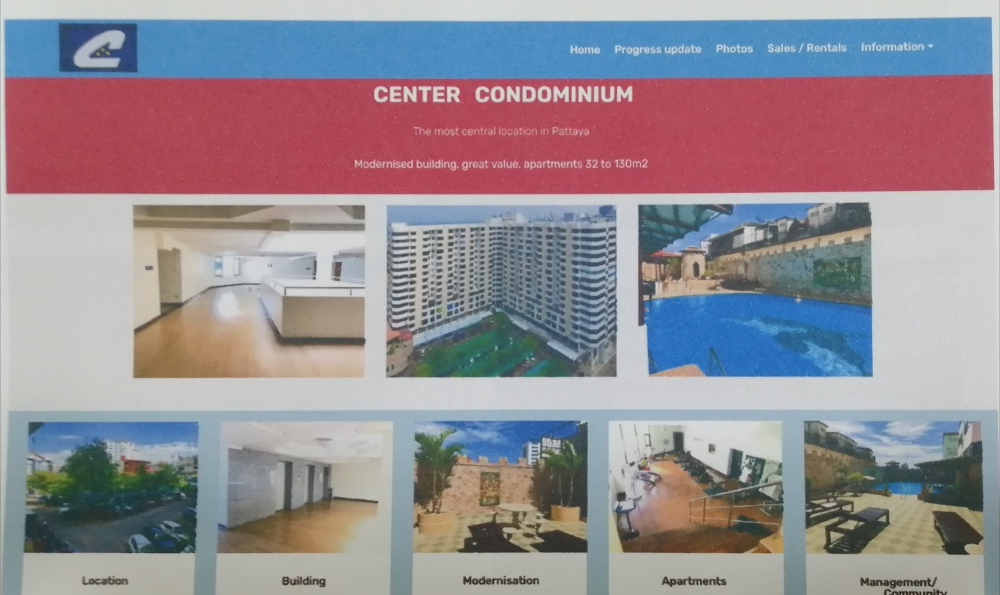 Home Progress update Photos Sales / Rentals Information
CENTER CONDOMINIUM
The most central location in Pattaya
Modernised building, great value, apartments 32 to 130m2
Location
Building
Modernisation
Apartments
Management/
Community